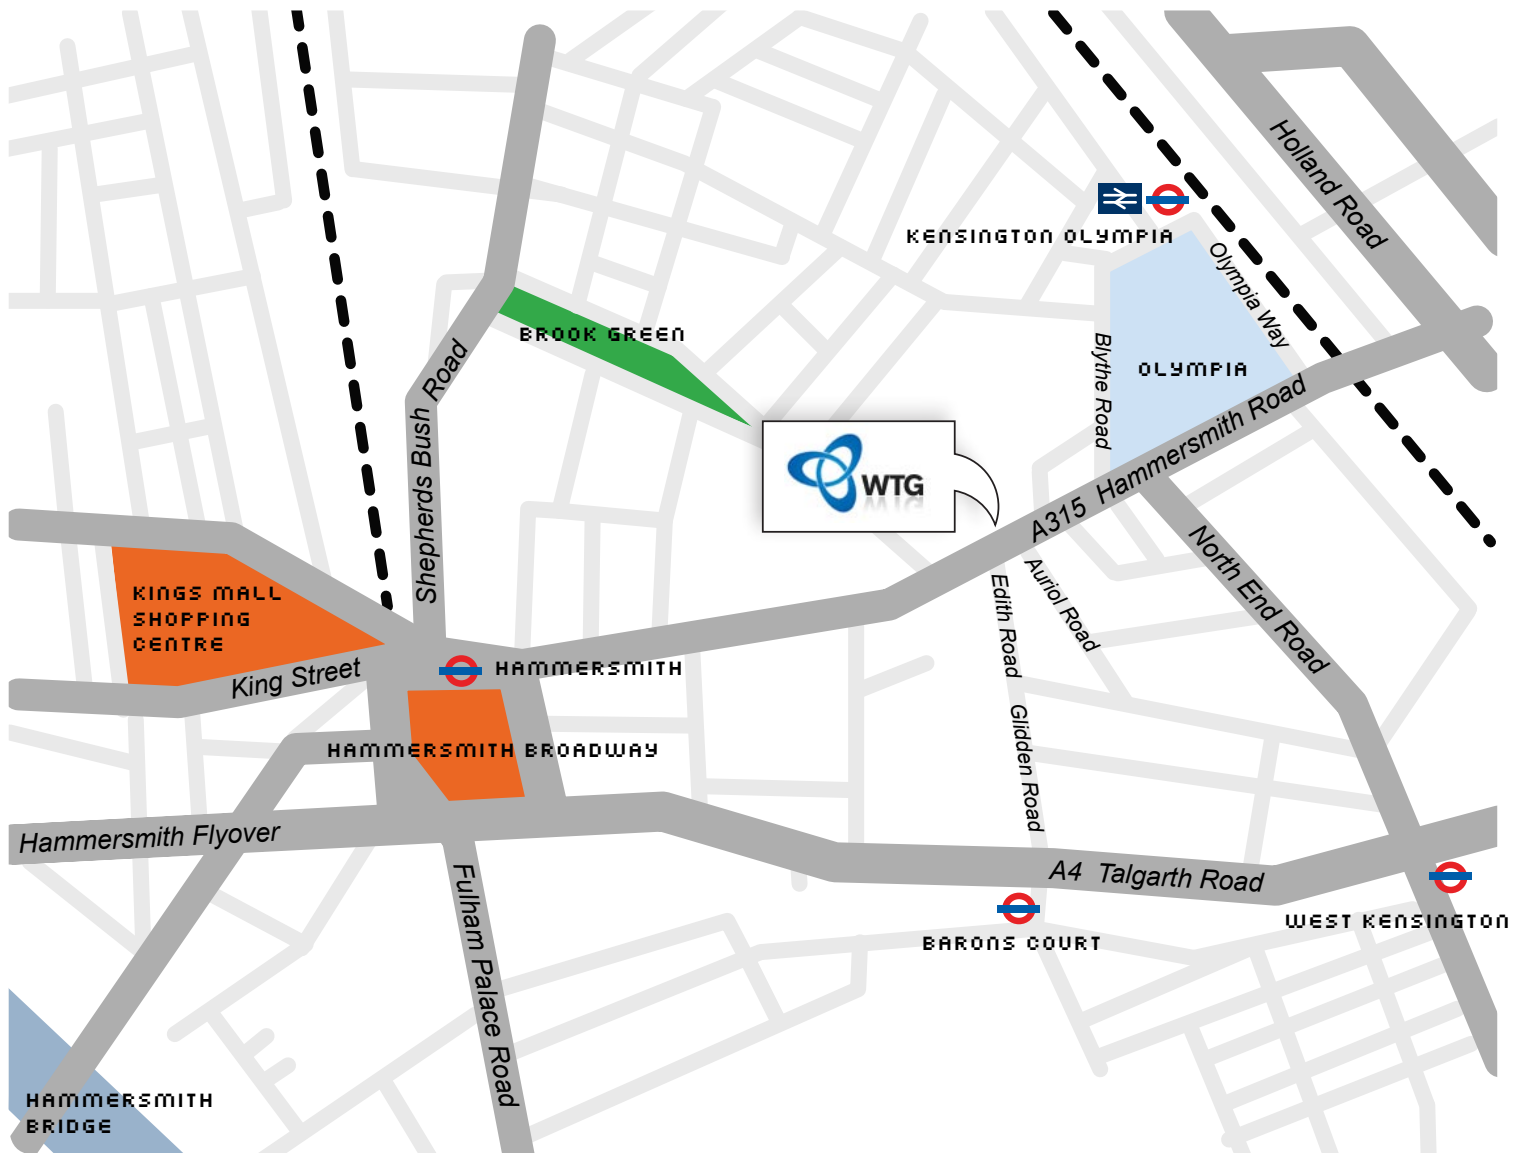 Holland Road
KENSINGTON OLYMPIA
Olympia Way
BROOK GREEN
Road
Blythe Road
OLYMPIA
Shepherds Bush
WTG
A315 Hammersmith Road
North End Road
Auriol Road
Edith Road
KINGS MALL
SHOPPING
CENTRE
King Street
HAMMERSMITH
Glidden Road
HAMMERSMITH BROADWAY
Hammersmith Flyover
A4 Talgarth Road
Fulham Palace Road
WEST KENSINGTON
BARONS COURT
HAMMERSMITH
BRIDGE